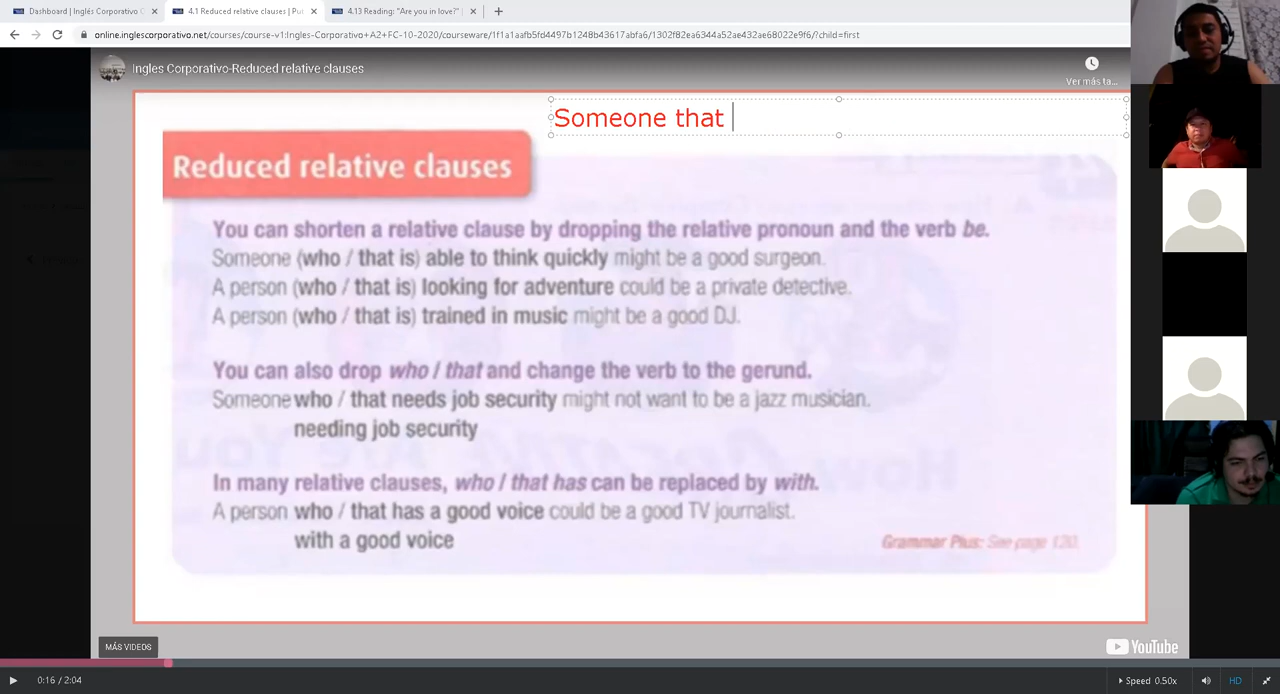 Dashboard | Inglés Corporativo C
4.1 Reduced relative clauses | Pu
4.13 Reading: "Are you in love?" |
online.inglescorporativo.net/courses/course-v1:Ingles-Corporativo+A2+FC-10-2020/courseware/1f1a1aafb5fd4497b1248b43617abfa6/1302f82ea6344a52ae432ae68022e9f6/?child=first
Ingles Corporativo-Reduced relative clauses
Ver más ta...
Someone that
Reduced relative clauses
You can shorten a relative clause by dropping the relative pronoun and the verb be.
Someone (who / that is) able to think quickly might be a good surgeon.
A person (who / that is) looking for adventure could be a private detective.
A person (who / that is) trained in music might be a good DJ.
You can also drop who / that and change the verb to the gerund.
Someone who / that needs job security might not want to be a jazz musician.
needing job security
In many relative clauses, who / that has can be replaced by with.
A person who / that has a good voice could be a good TV journalist.
with a good voice
Grammar Plus: See page 120.
MÁS VIDEOS
YouTube
0:16 / 2:04
Speed 0.50x
HD